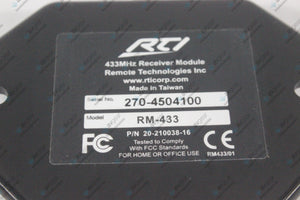 RTI
433MHz Receiver Module
Remote Technologies Inc
www.rticorp.com
Made in Taiwan
Serial No. 270-4504100
Model RM-433
P/N 20-210038-16
Tested to Comply
With FCC Standards
FOR HOME OR OFFICE USE
FC CE
RM433/01